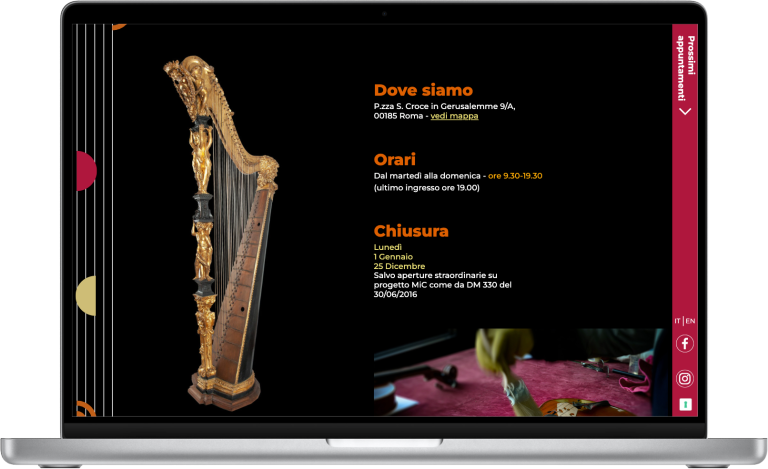 Dove siamo
P.zza S. Croce in Gerusalemme 9/A,
00185 Roma - vedi mappa
Orari
Dal martedì alla domenica - ore 9.30-19.30
(ultimo ingresso ore 19.00)
Chiusura
Lunedì
1 Gennaio
25 Dicembre
Salvo aperture straordinarie su
progetto MiC come da DM 330 del
30/06/2016
Prossimi
appuntamenti
IT | EN